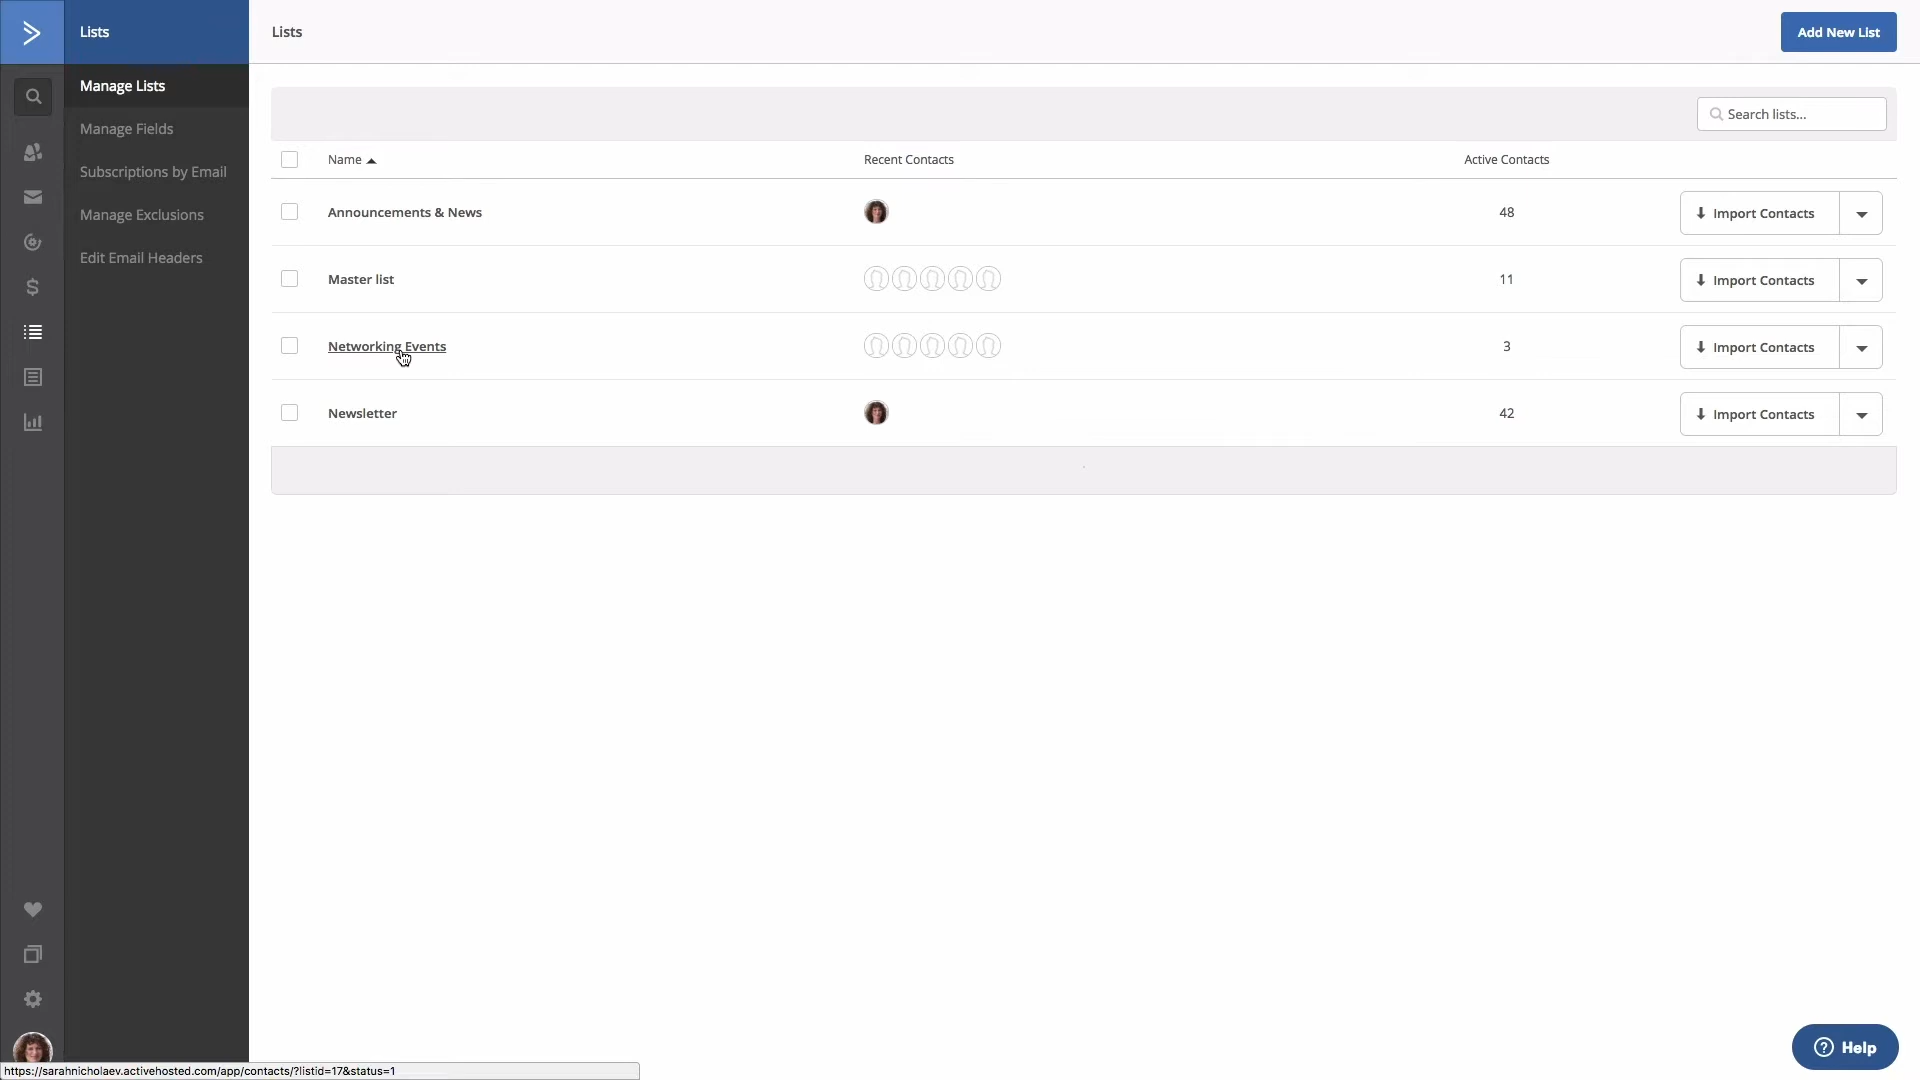 Lists
Lists
Add New List
Manage Lists
Manage Fields
Subscriptions by Email
Manage Exclusions
Edit Email Headers
Search lists...
Name Recent Contacts Active Contacts
Announcements & News 48 Import Contacts
Master list 11 Import Contacts
Networking Events 3 Import Contacts
Newsletter 42 Import Contacts
Help
https://sarahnicholaev.activehosted.com/app/contacts/?listid=17&status=1